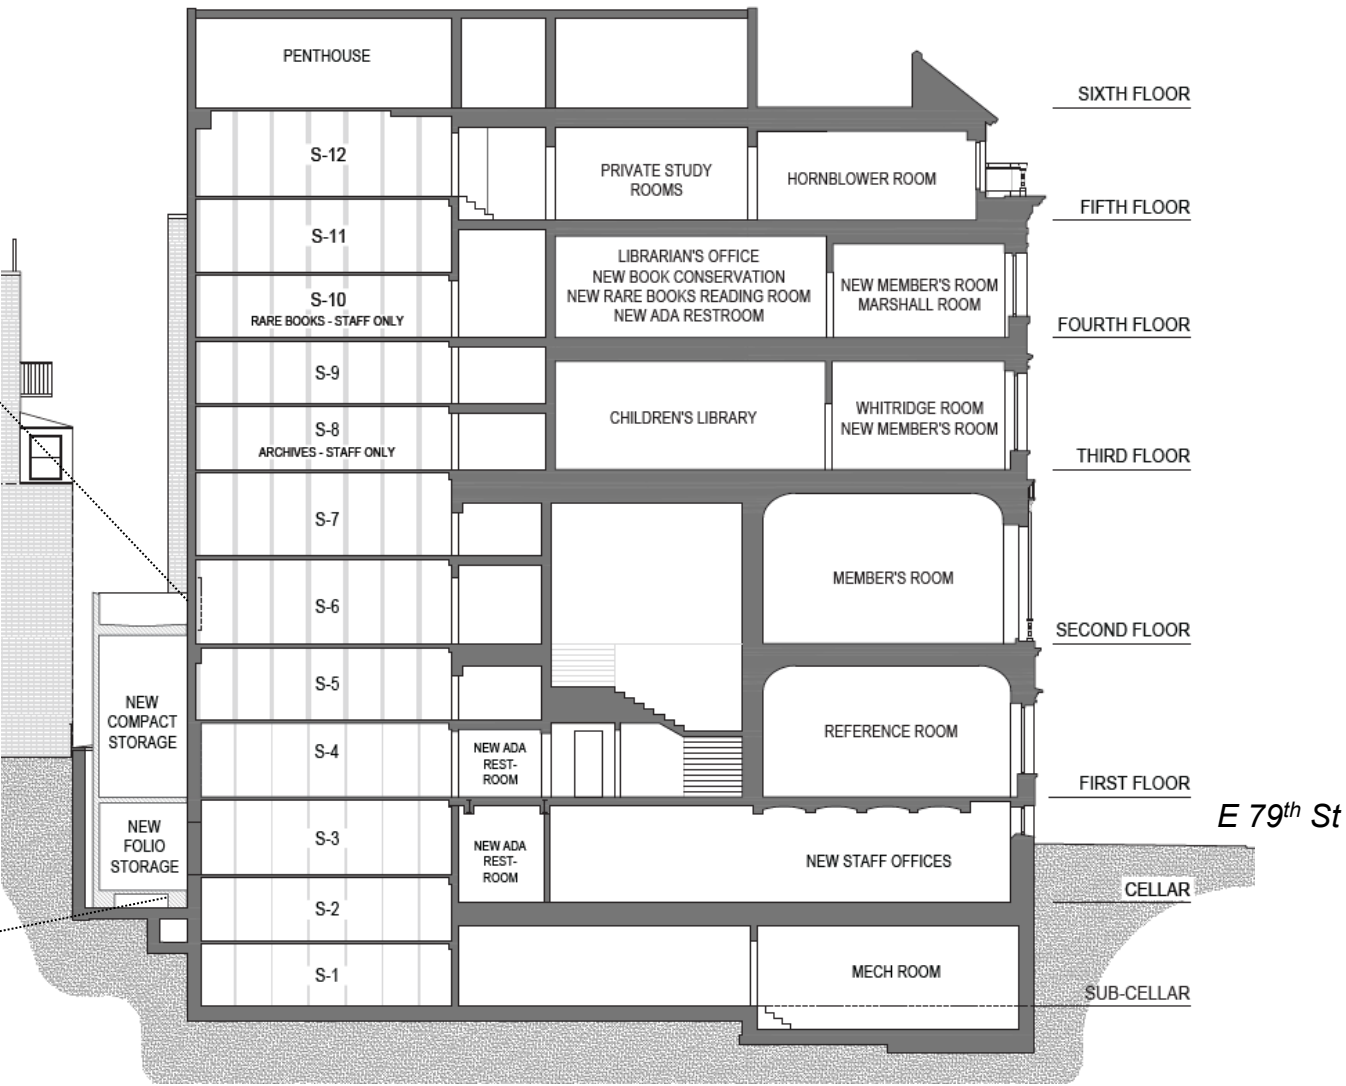 PENTHOUSE
SIXTH FLOOR
S-12
PRIVATE STUDY
ROOMS
HORNBLOWER ROOM
FIFTH FLOOR
S-11
LIBRARIAN'S OFFICE
NEW BOOK CONSERVATION
NEW RARE BOOKS READING ROOM
NEW ADA RESTROOM
NEW MEMBER'S ROOM
MARSHALL ROOM
S-10
RARE BOOKS - STAFF ONLY
FOURTH FLOOR
S-9
CHILDREN'S LIBRARY
WHITRIDGE ROOM
NEW MEMBER'S ROOM
S-8
ARCHIVES - STAFF ONLY
THIRD FLOOR
S-7
MEMBER'S ROOM
S-6
SECOND FLOOR
S-5
NEW
COMPACT
STORAGE
REFERENCE ROOM
S-4
NEW ADA
REST-
ROOM
FIRST FLOOR
E 79th St
NEW
FOLIO
STORAGE
S-3
NEW ADA
REST-
ROOM
NEW STAFF OFFICES
CELLAR
S-2
S-1
MECH ROOM
SUB-CELLAR